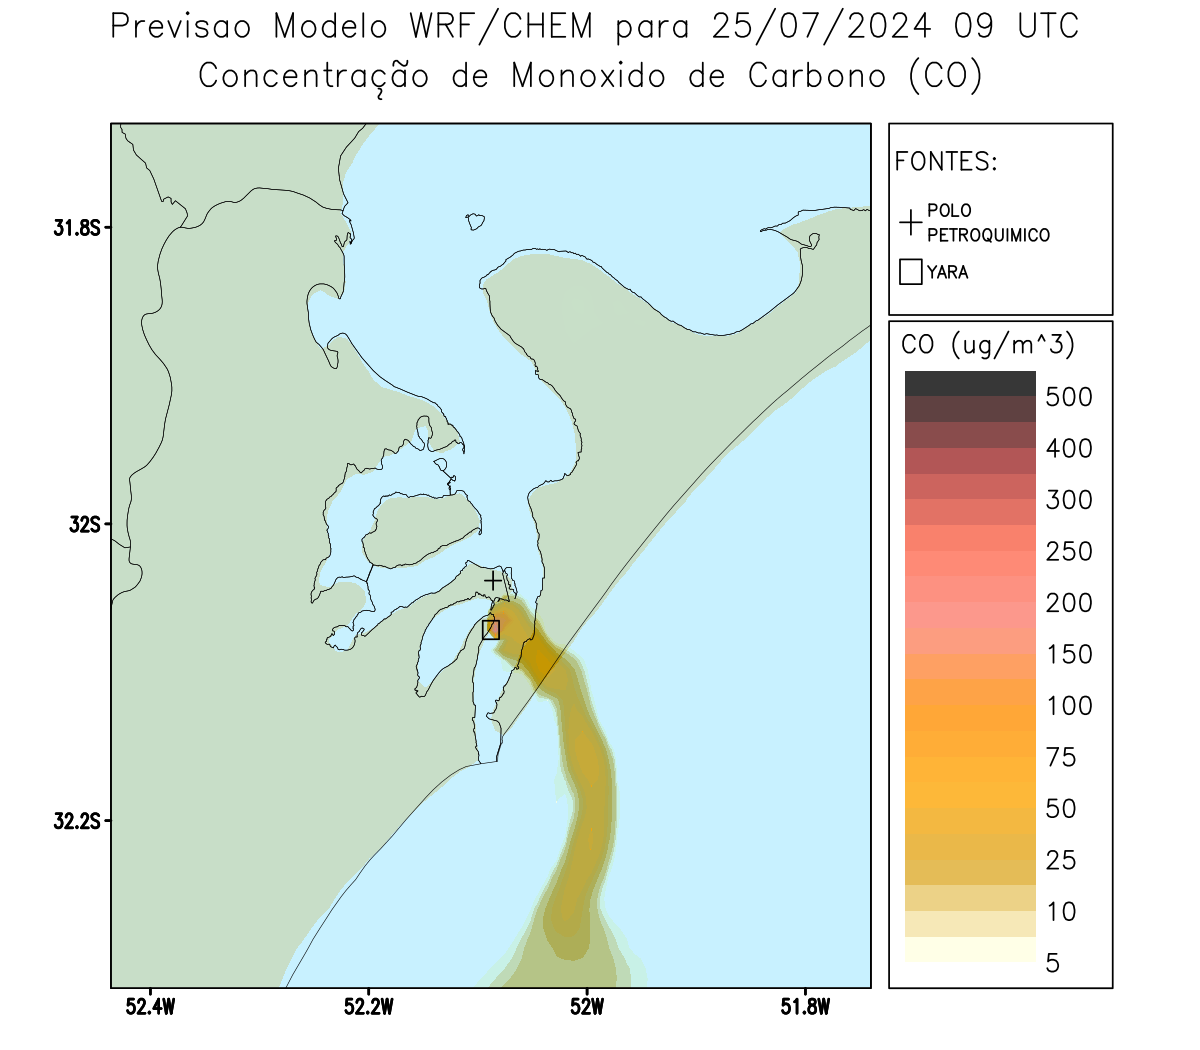 Previsao Modelo WRF/CHEM para 25/07/2024 09 UTC
Concentração de Monoxido de Carbono (CO)
FONTES:
POLO
PETROQUIMICO
YARA
CO (ug/m^3)
500
400
300
250
200
150
100
75
50
25
10
5
31.8S
32S
32.2S
52.4W
52.2W
52W
51.8W